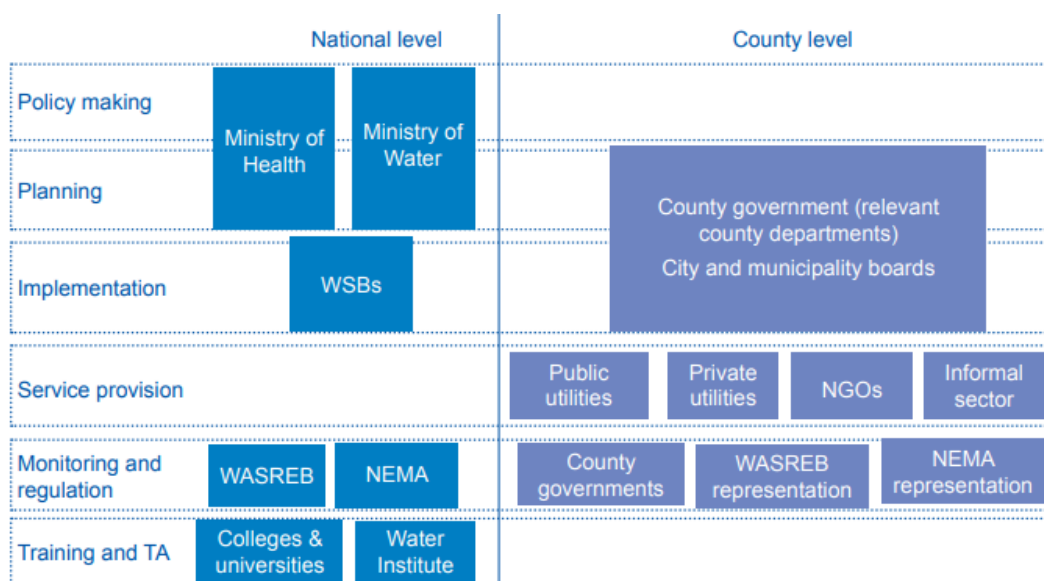 National level
County level
Policy making
Ministry of
Health
Ministry of
Water
Planning
County government (relevant
county departments)
City and municipality boards
Implementation
WSBs
Service provision
Public
utilities
Private
utilities
NGOs
Informal
sector
Monitoring and
regulation
WASREB
NEMA
County
governments
WASREB
representation
NEMA
representation
Training and TA
Colleges &
universities
Water
Institute